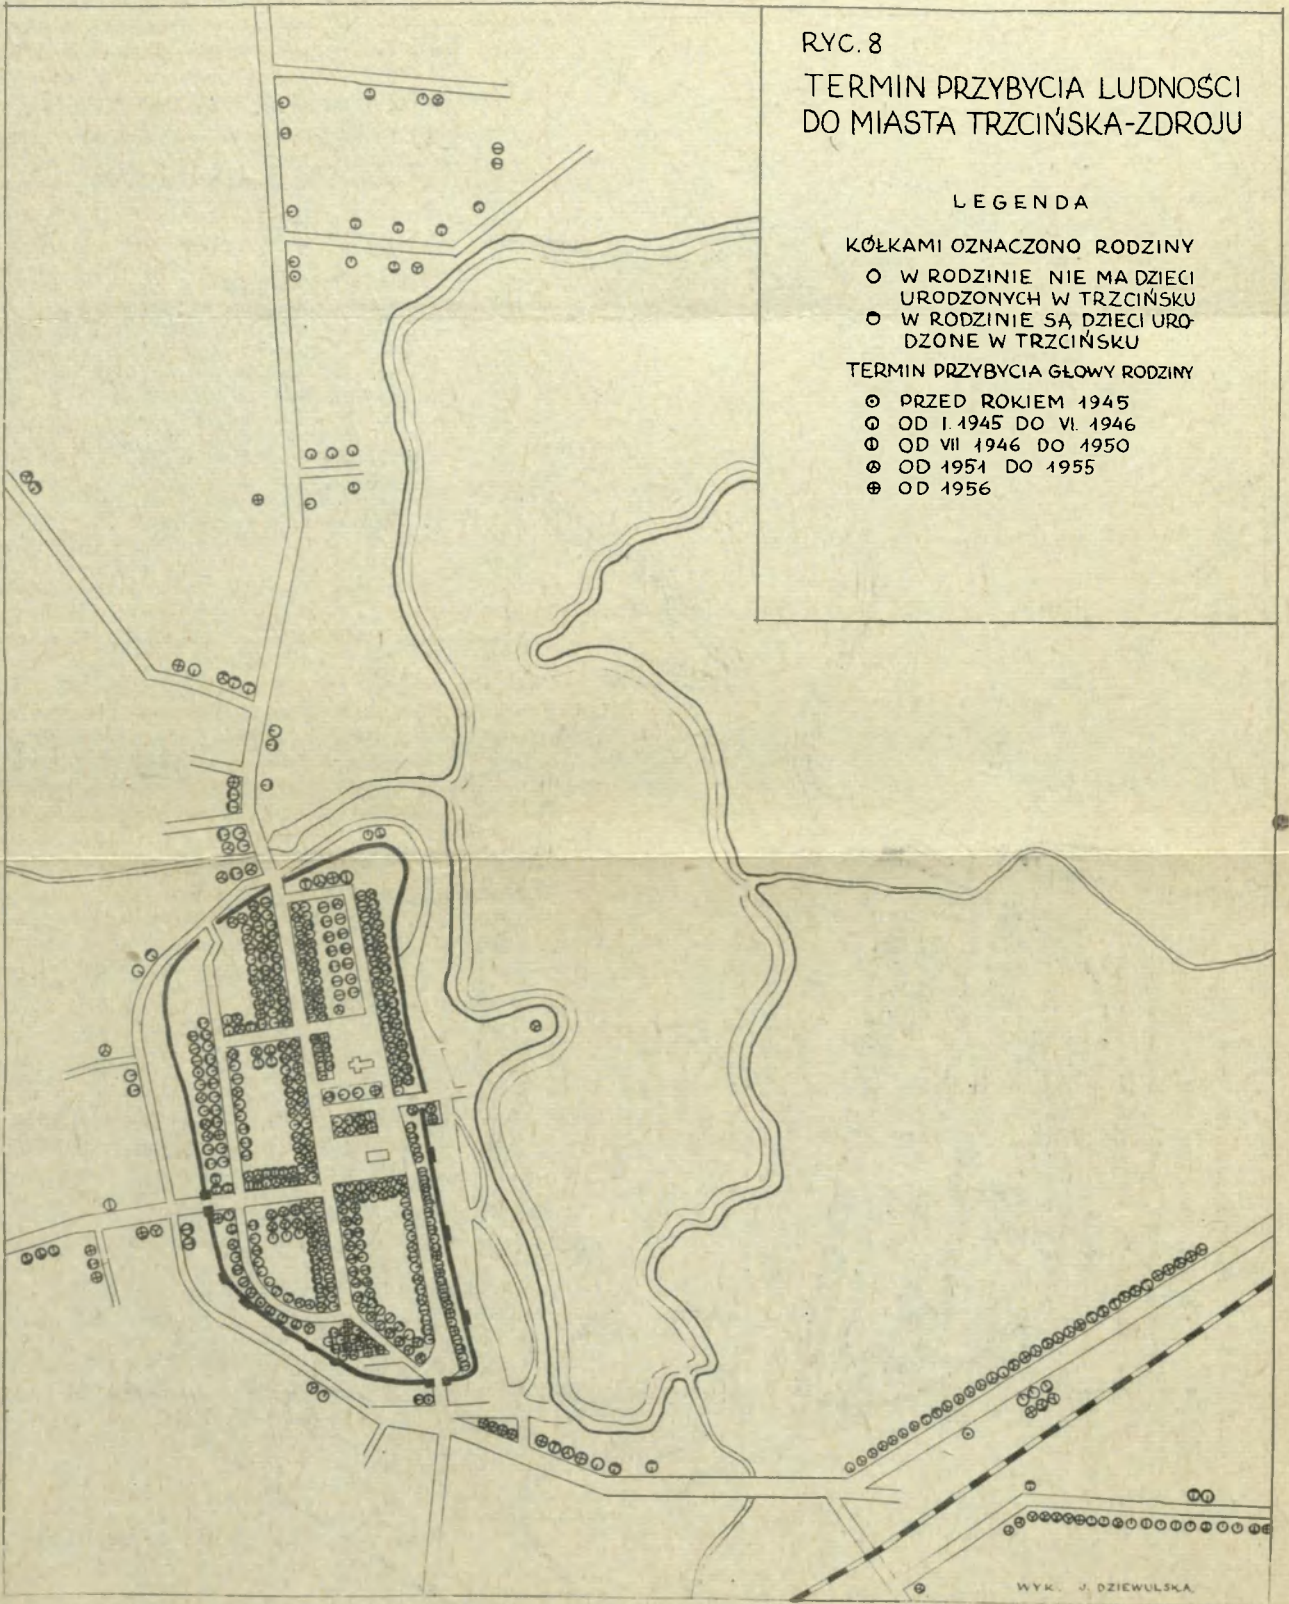 RYC. 8
TERMIN PRZYBYCIA LUDNOŚCI
DO MIASTA TRZCIŃSKA-ZDROJU
LEGENDA
KÓŁKAMI OZNACZONO RODZINY
W RODZINIE NIE MA DZIECI
URODZONYCH W TRZCIŃSKU
W RODZINIE SĄ DZIECI URO-
DZONE W TRZCIŃSKU
TERMIN PRZYBYCIA GŁOWY RODZINY
PRZED ROKIEM 1945
OD I. 1945 DO VI. 1946
OD VII 1946 DO 1950
OD 1951 DO 1955
OD 1956
WYK. J. DZIEWULSKA